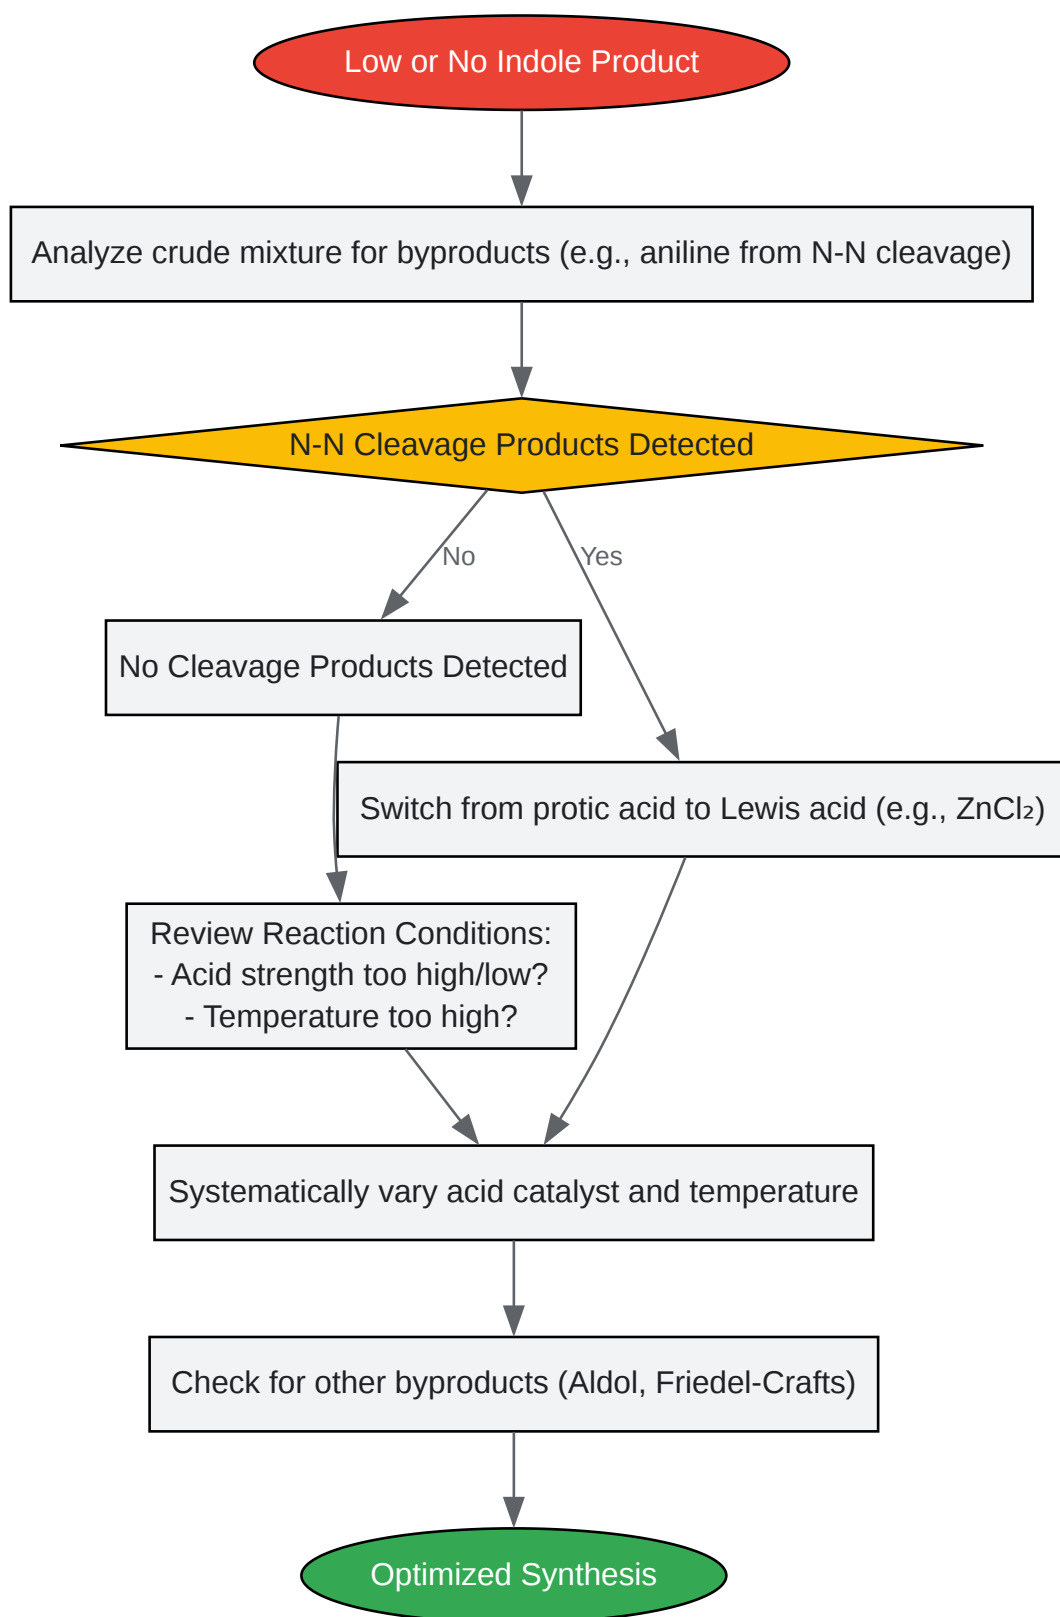 Low or No Indole Product
Analyze crude mixture for byproducts (e.g., aniline from N-N cleavage)
N-N Cleavage Products Detected
No
Yes
No Cleavage Products Detected
Switch from protic acid to Lewis acid (e.g., ZnCl₂)
Review Reaction Conditions:
- Acid strength too high/low?
- Temperature too high?
Systematically vary acid catalyst and temperature
Check for other byproducts (Aldol, Friedel-Crafts)
Optimized Synthesis